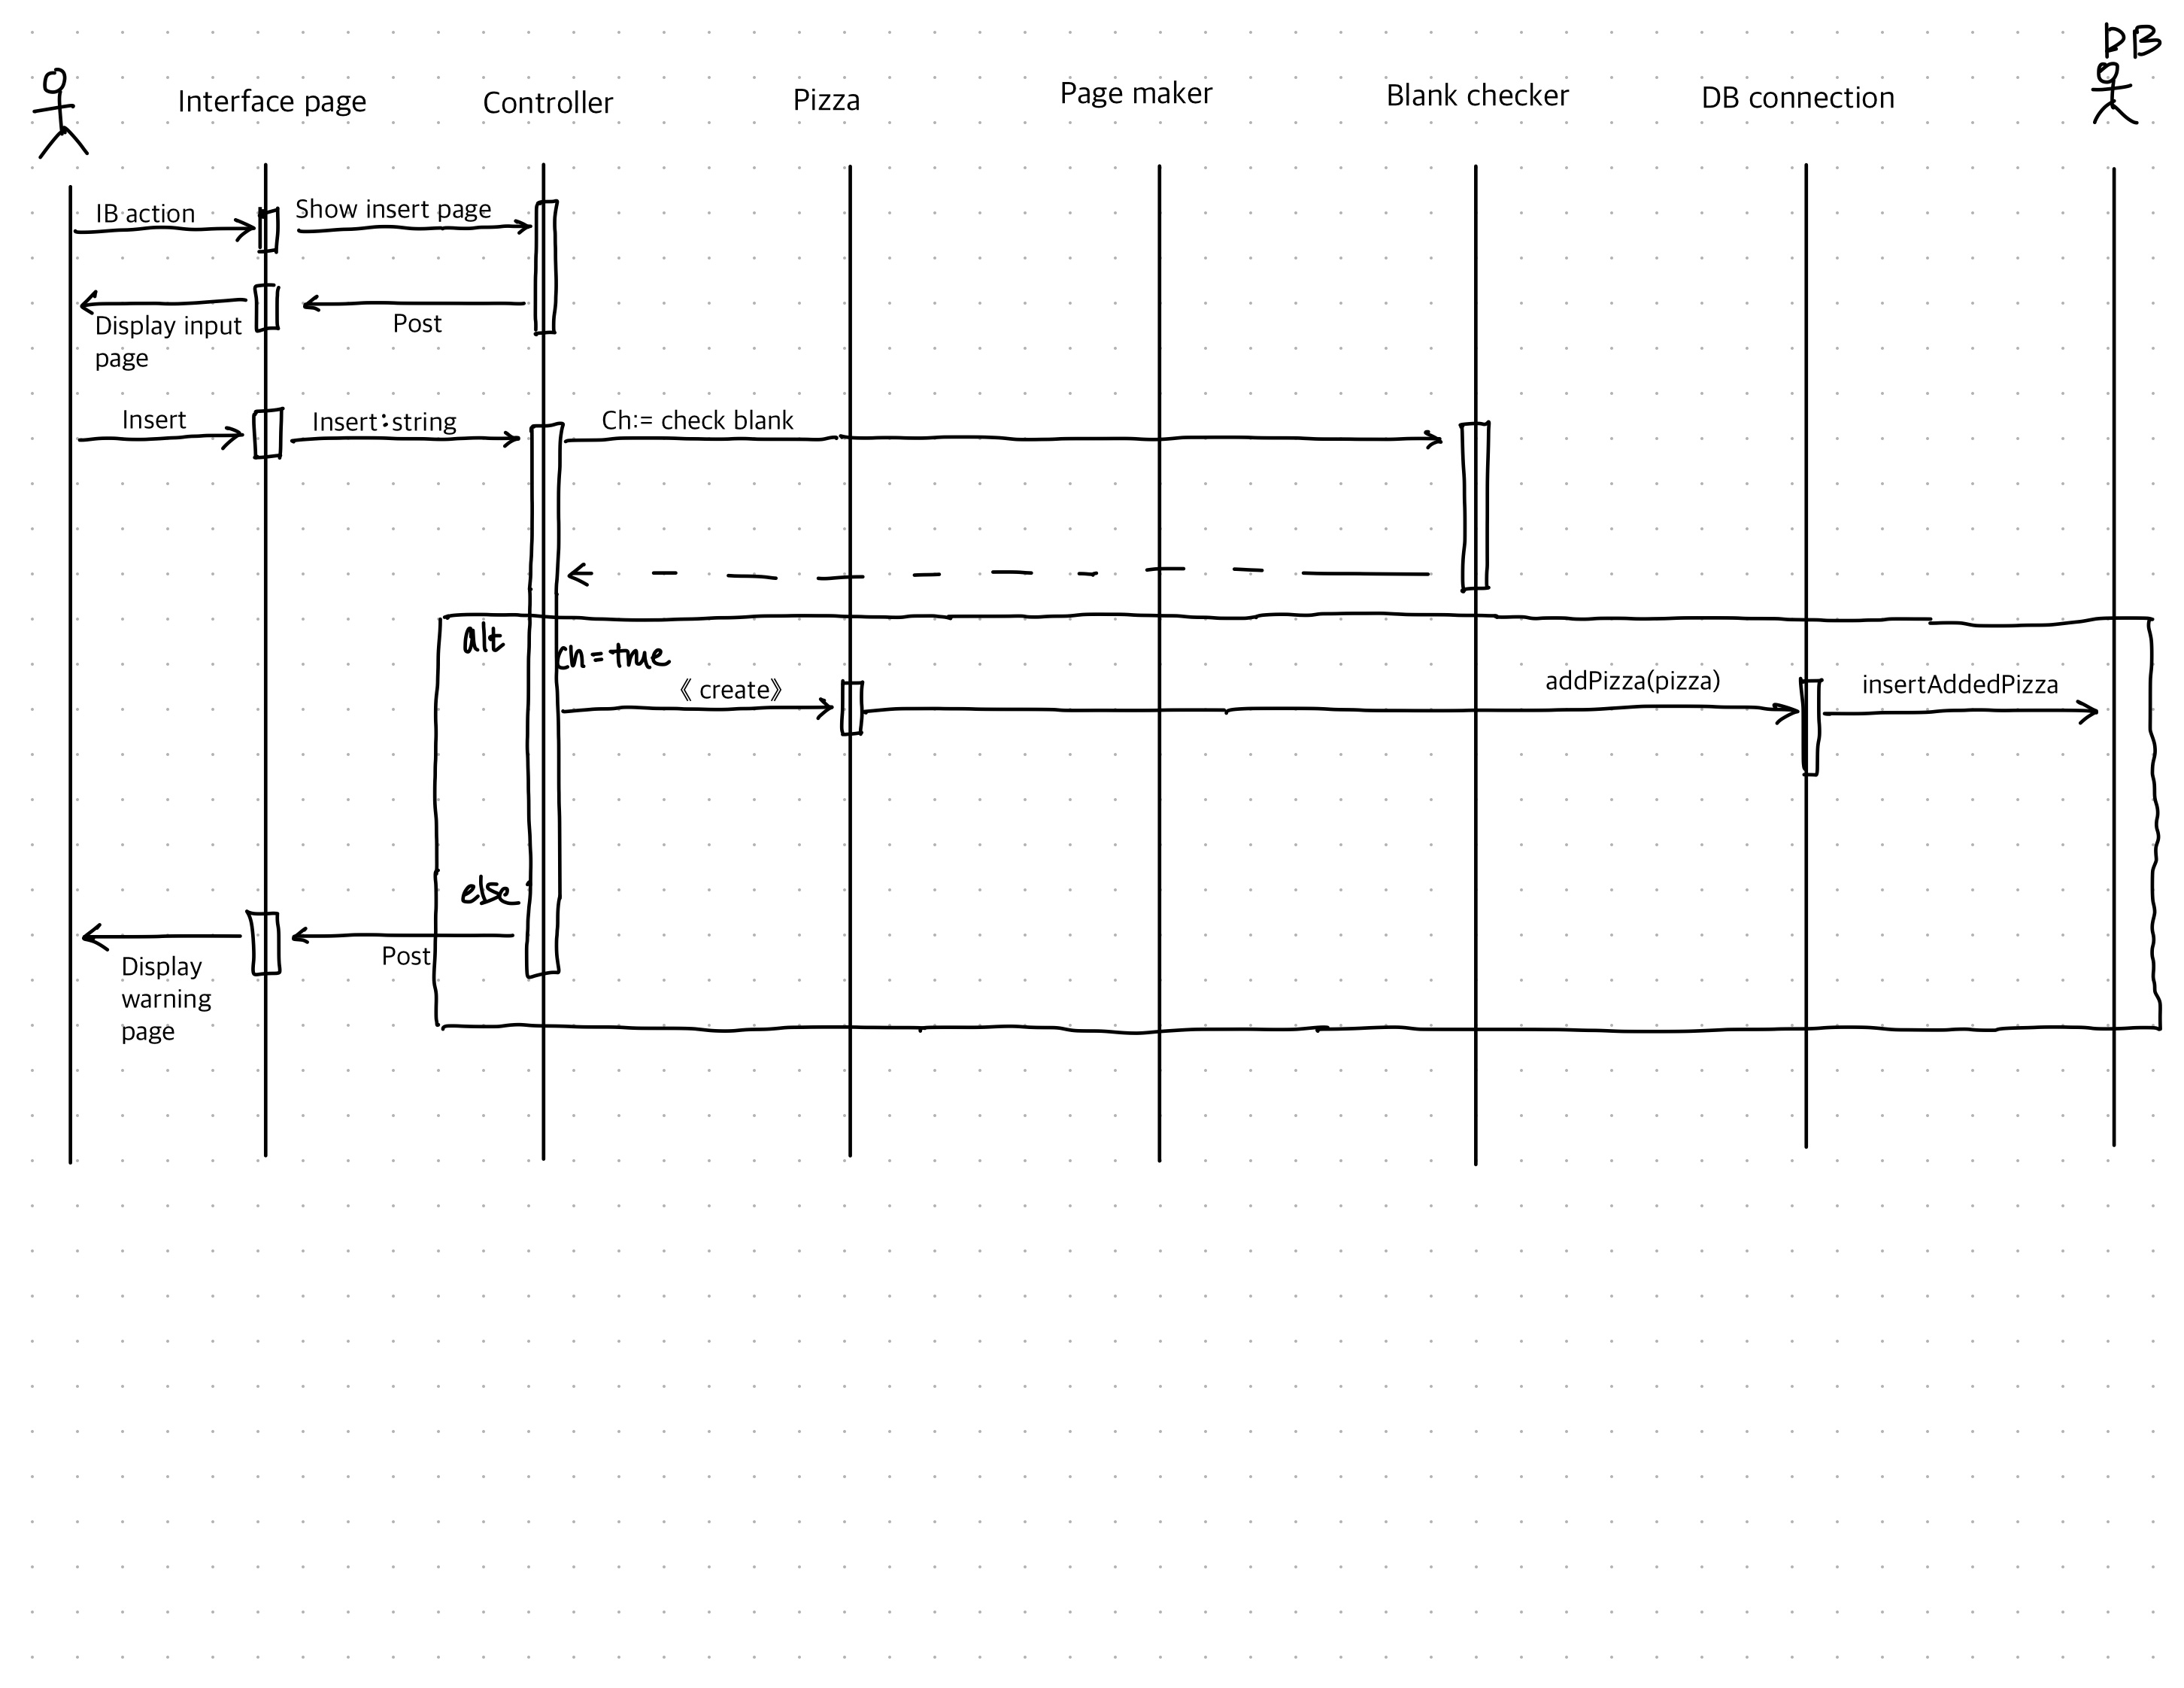 DB
Interface page
Controller
Pizza
Page maker
Blank checker
DB connection
IB action
Show insert page
Display input
page
Post
Insert
Insert:string
Ch:= check blank
alt
ch = true
《 create》
addPizza(pizza)
insertAddedPizza
else
Post
Display
warning
page